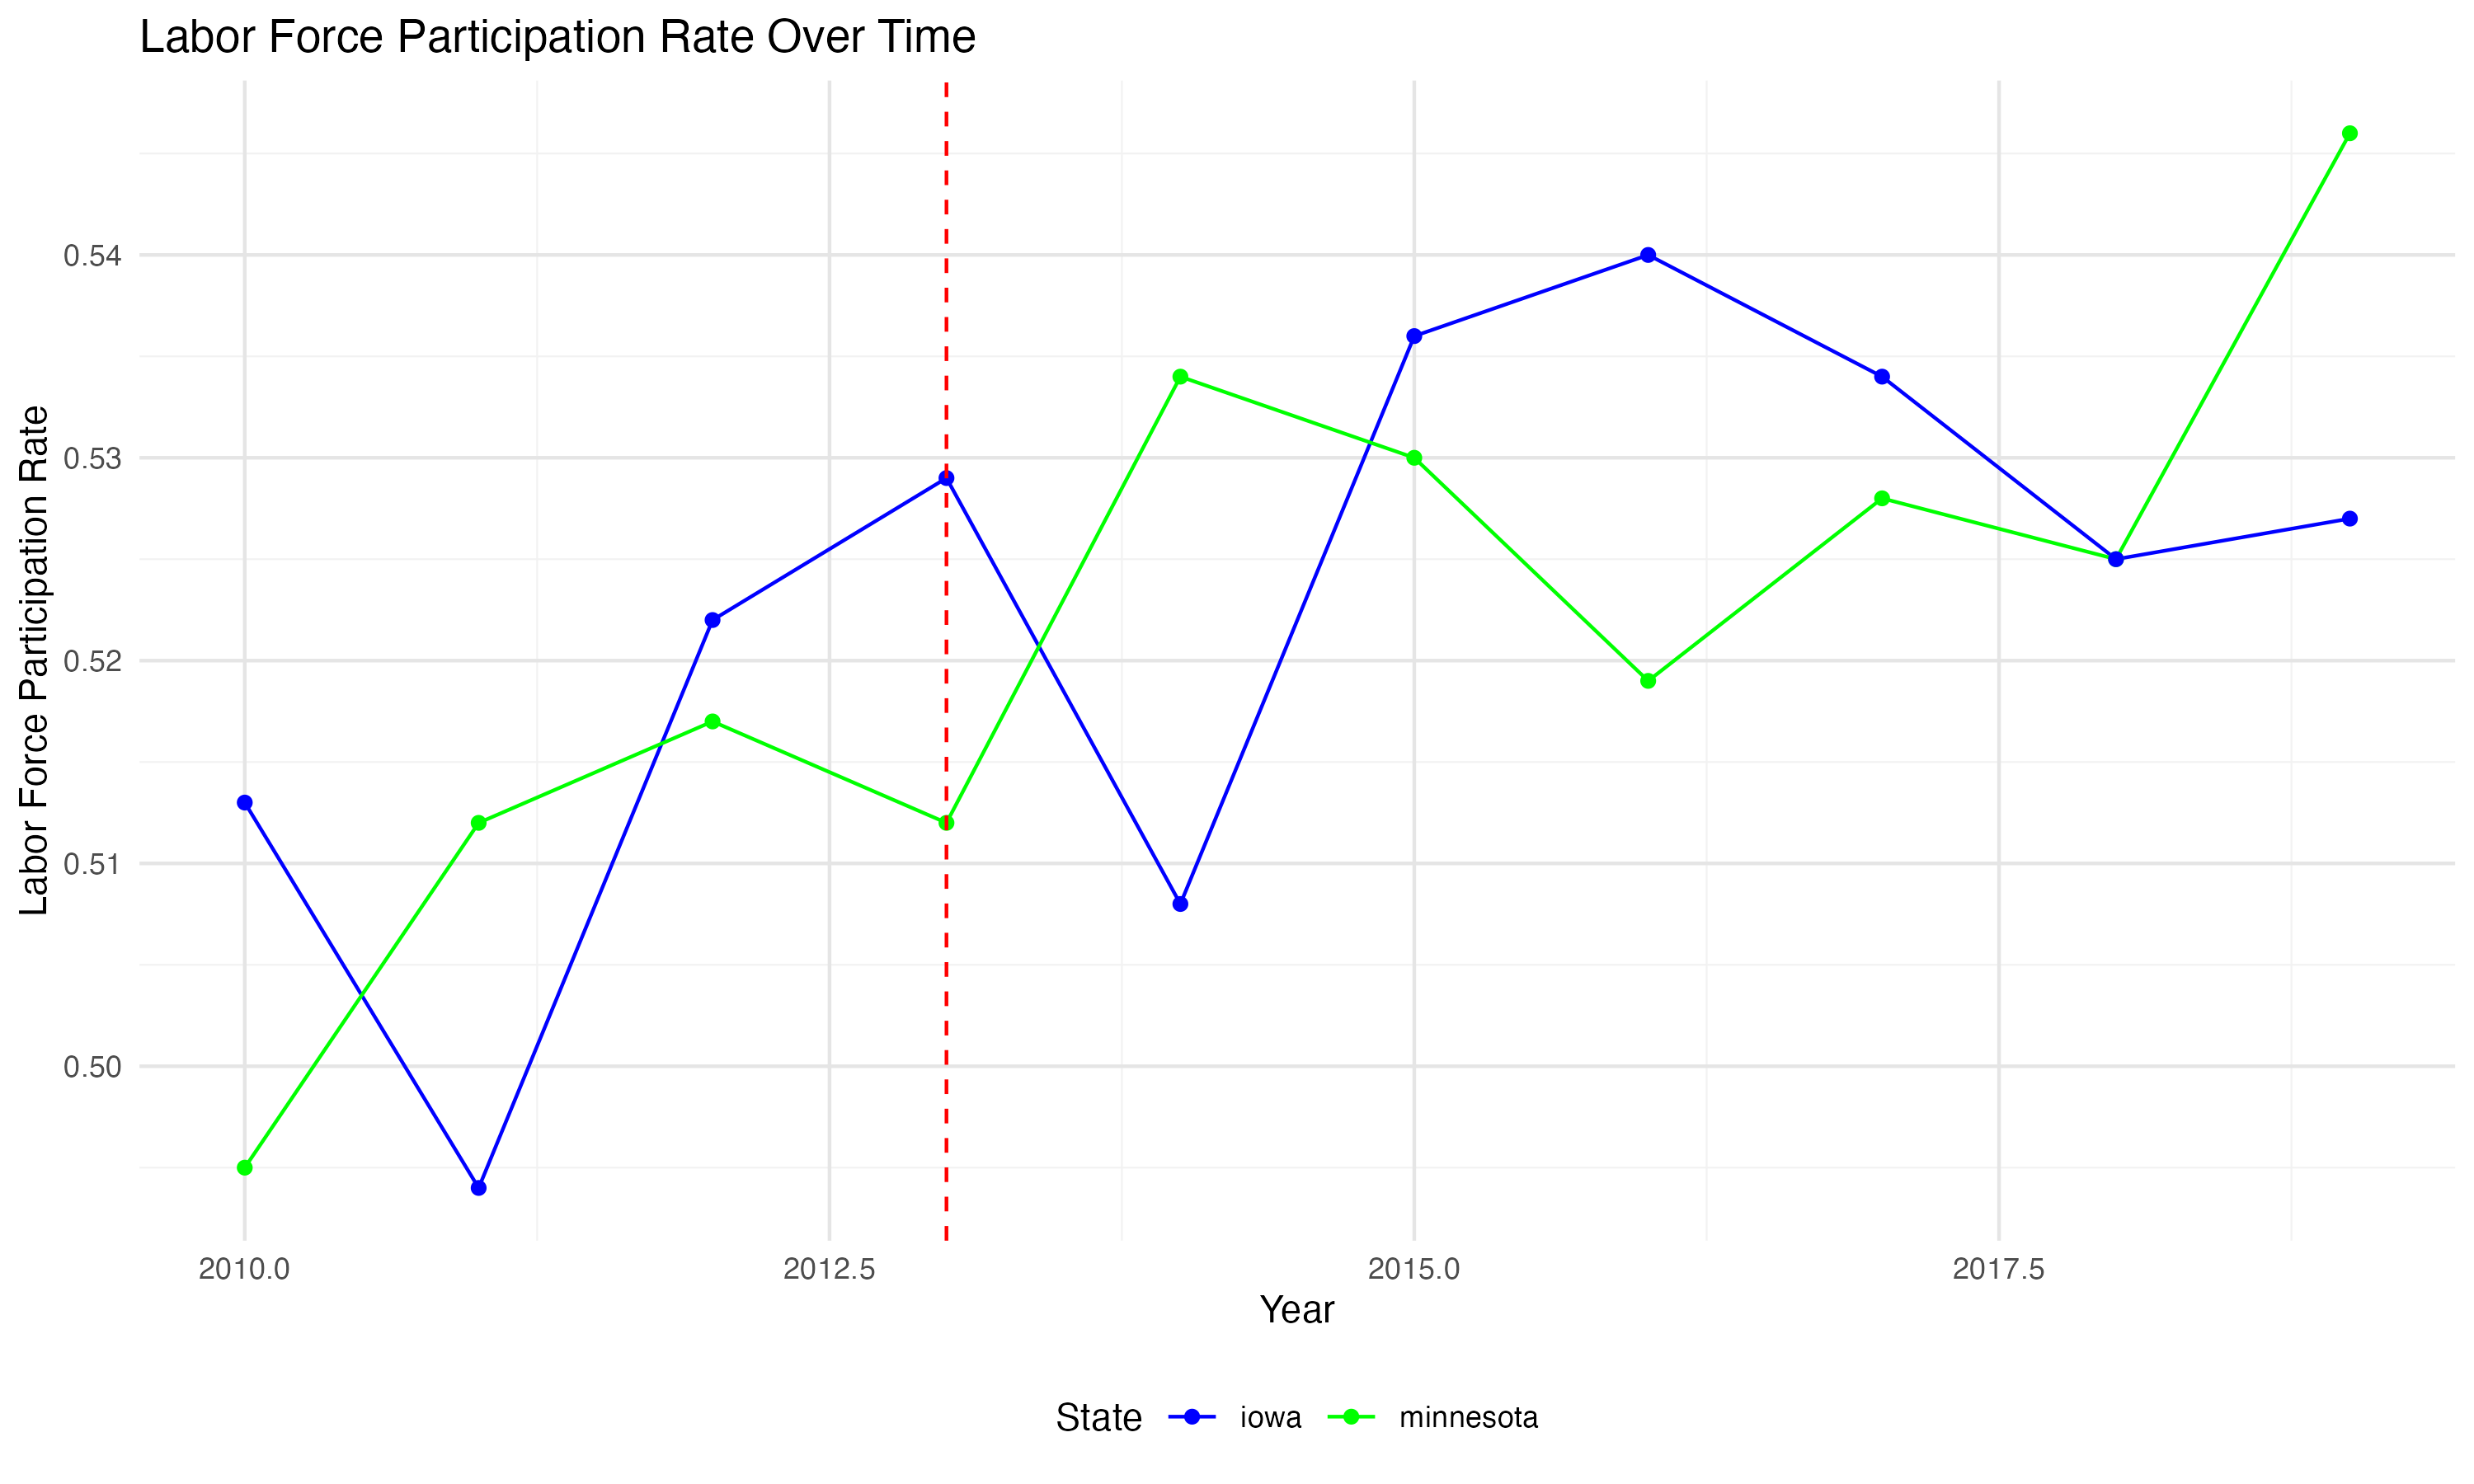 Labor Force Participation Rate Over Time
Labor Force Participation Rate
0.54
0.53
0.52
0.51
0.50
2010.0 2012.5 2015.0 2017.5
Year
State iowa minnesota